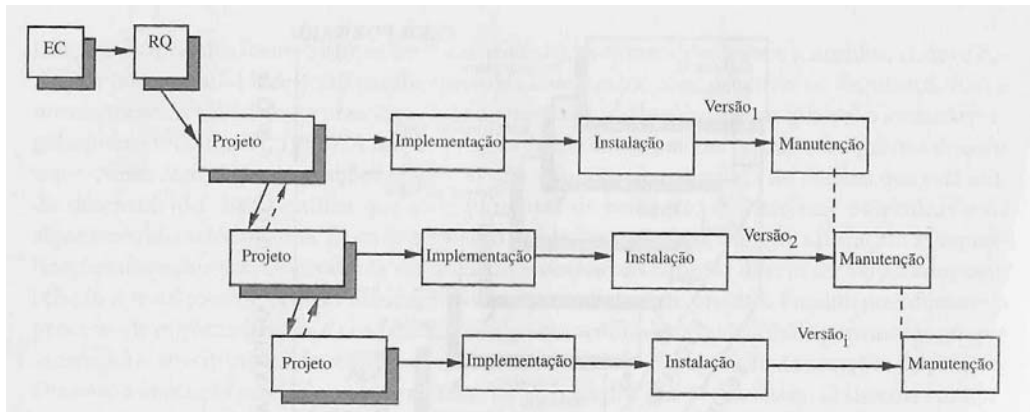 EC
RQ
Versão1
Projeto
Implementação
Instalação
Manutenção
Versão2
Projeto
Implementação
Instalação
Manutenção
Versãoi
Projeto
Implementação
Instalação
Manutenção